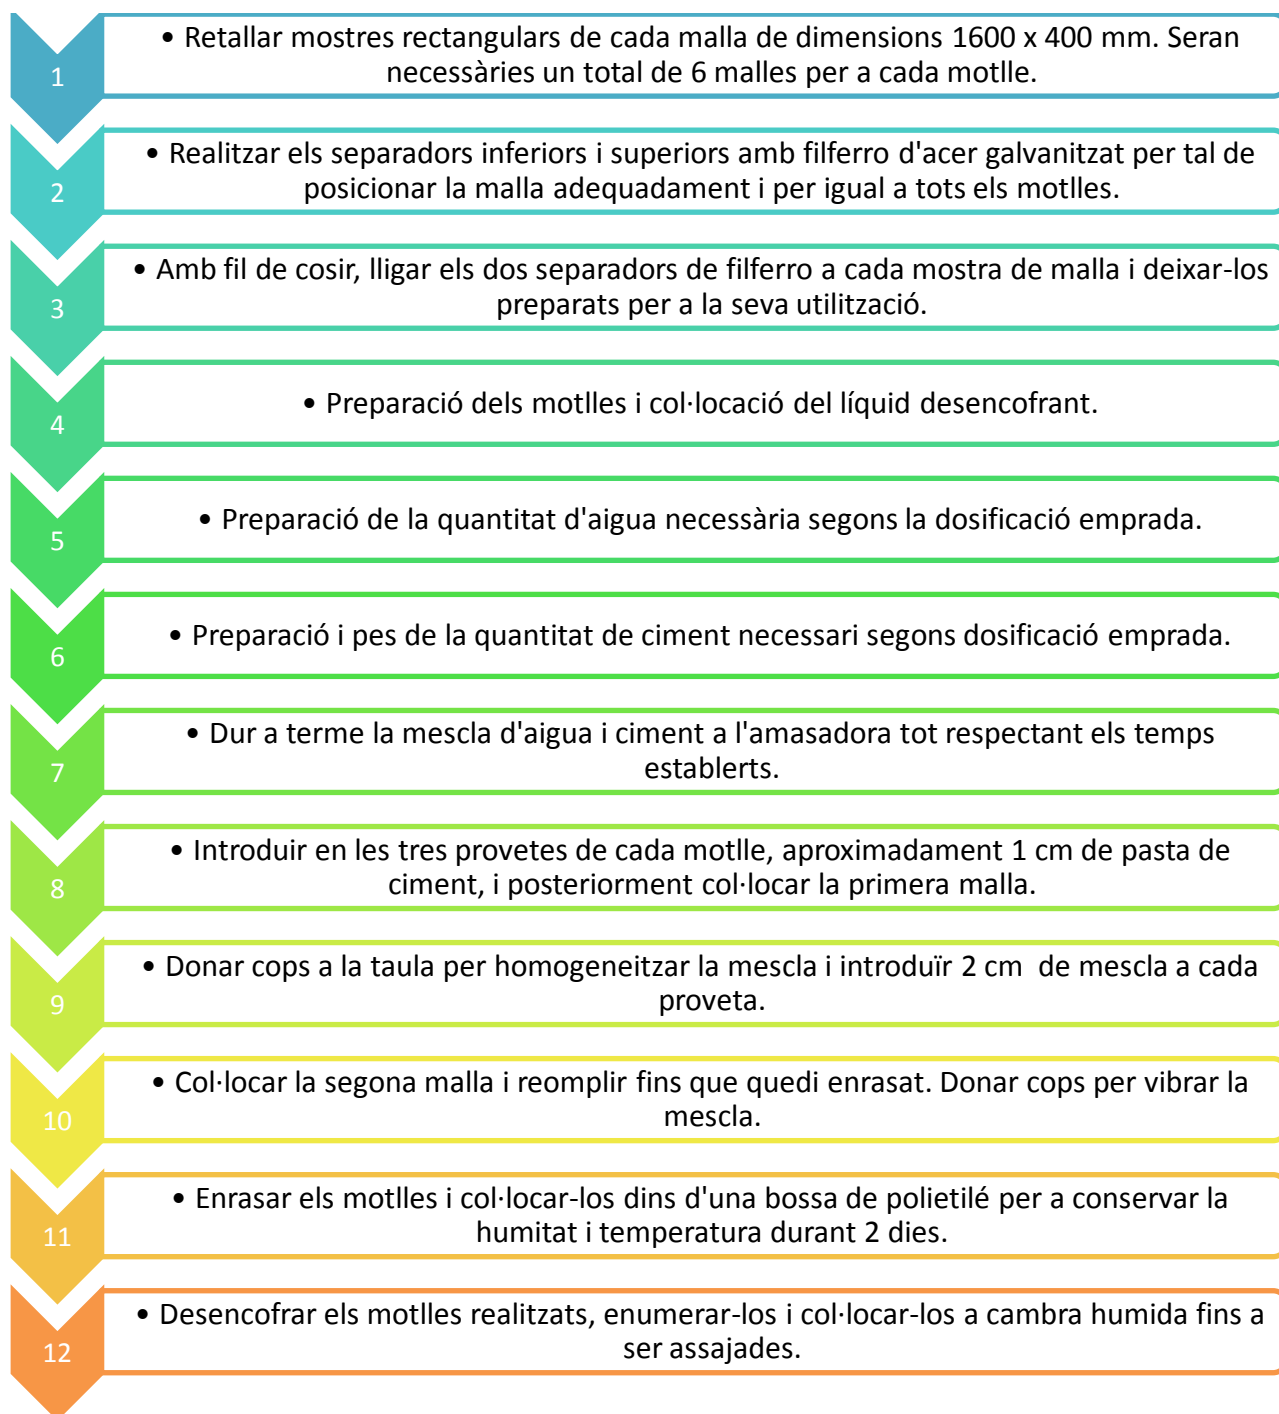 1
• Retallar mostres rectangulars de cada malla de dimensions 1600 x 400 mm. Seran
necessàries un total de 6 malles per a cada motlle.
2
• Realitzar els separadors inferiors i superiors amb filferro d'acer galvanitzat per tal de
posicionar la malla adequadament i per igual a tots els motlles.
3
• Amb fil de cosir, lligar els dos separadors de filferro a cada mostra de malla i deixar-los
preparats per a la seva utilització.
4
• Preparació dels motlles i col·locació del líquid desencofrant.
5
• Preparació de la quantitat d'aigua necessària segons la dosificació emprada.
6
• Preparació i pes de la quantitat de ciment necessari segons dosificació emprada.
7
• Dur a terme la mescla d'aigua i ciment a l'amasadora tot respectant els temps
establerts.
8
• Introduir en les tres provetes de cada motlle, aproximadament 1 cm de pasta de
ciment, i posteriorment col·locar la primera malla.
9
• Donar cops a la taula per homogeneitzar la mescla i introduïr 2 cm  de mescla a cada
proveta.
10
• Col·locar la segona malla i reomplir fins que quedi enrasat. Donar cops per vibrar la
mescla.
11
• Enrasar els motlles i col·locar-los dins d'una bossa de polietilé per a conservar la
humitat i temperatura durant 2 dies.
12
• Desencofrar els motlles realitzats, enumerar-los i col·locar-los a cambra humida fins a
ser assajades.